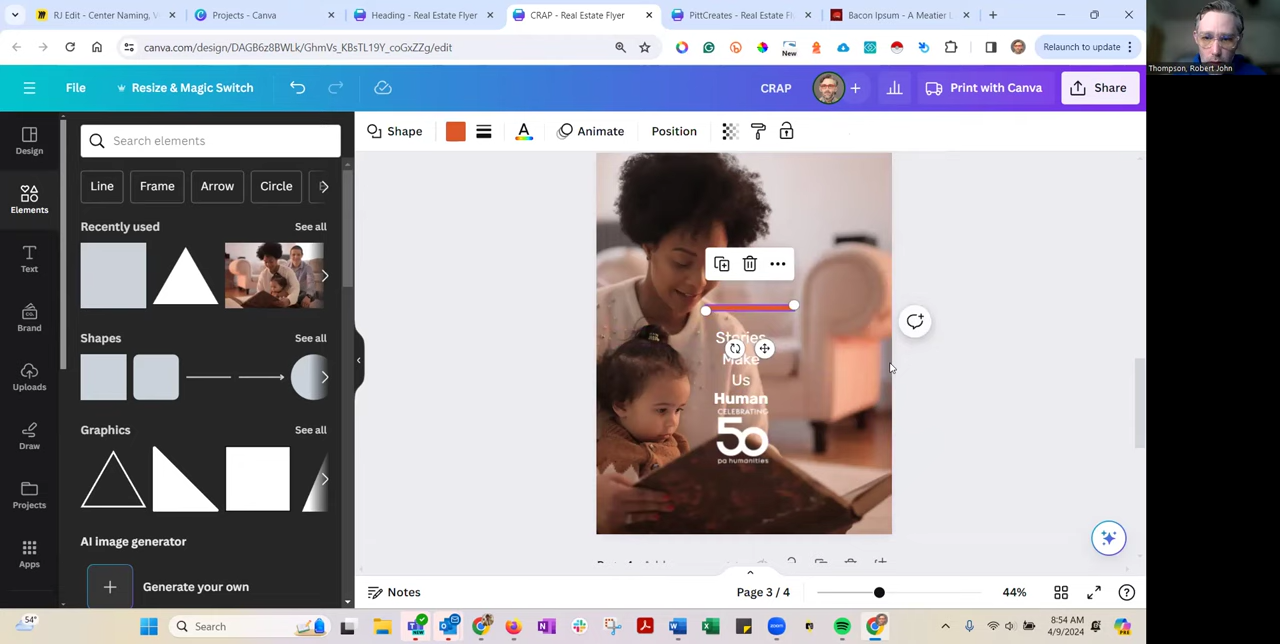 RJ Edit - Center Naming, V
Projects - Canva
Heading - Real Estate Flyer
CRAP - Real Estate Flyer
PittCreates - Real Estate Fl
Bacon Ipsum - A Meatier L
Thompson, Robert John
canva.com/design/DAGB6z8BWLk/GhmVs_KBsTL19Y_coGxZZg/edit
New
Relaunch to update
File
Resize & Magic Switch
CRAP
Print with Canva
Share
Design
Elements
Text
Brand
Uploads
Draw
Projects
Apps
Search elements
Line
Frame
Arrow
Circle
Recently used
See all
Shapes
See all
Graphics
See all
AI image generator
Generate your own
Shape
Animate
Position
Stories
Make
Us
Human
CELEBRATING
50
pa humanities
Notes
Page 3 / 4
44%
54°
Search
8:54 AM
4/9/2024